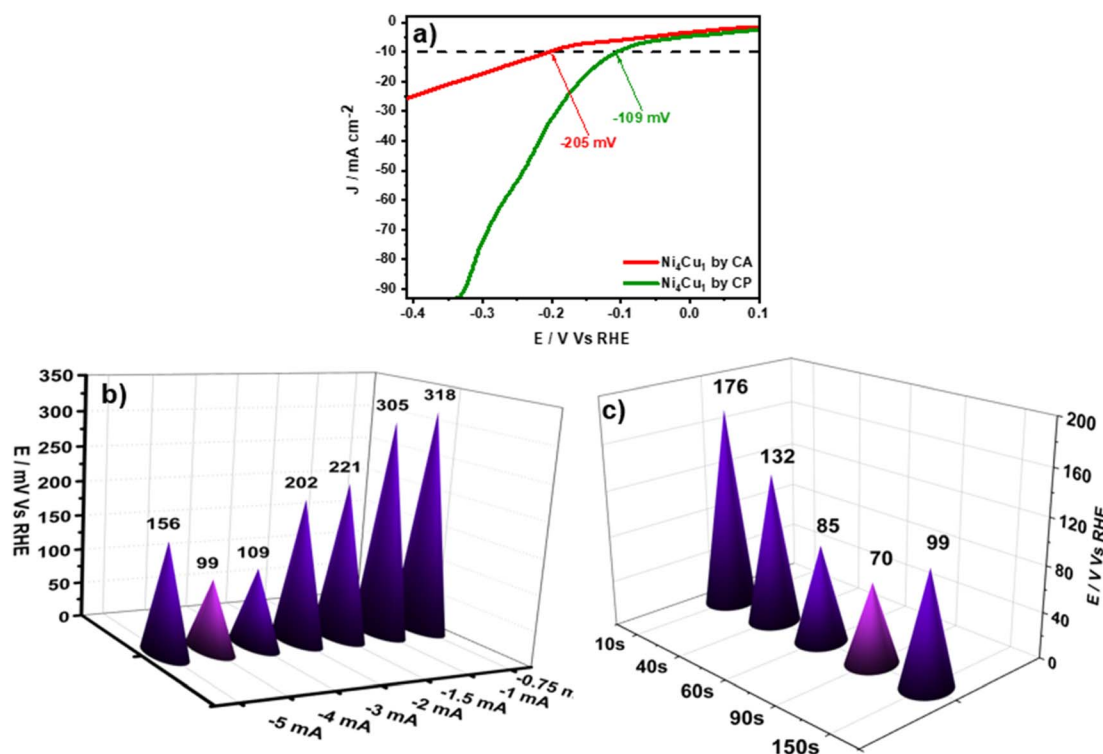 a)
0
-10
-20
-30
-40
-50
-60
-70
-80
-90
J / mA cm⁻²
-205 mV
-109 mV
Ni₄Cu₁ by CA
Ni₄Cu₁ by CP
-0.4 -0.3 -0.2 -0.1 0.0 0.1
E / V Vs RHE
b)
350
300
250
200
150
100
50
0
E / mV Vs RHE
156 99 109 202 221 305 318
-5 mA -4 mA -3 mA -2 mA -1.5 mA -1 mA -0.75
c)
176 132 85 70 99
200
160
120
80
40
0
E / V Vs RHE
10s 40s 60s 90s 150s